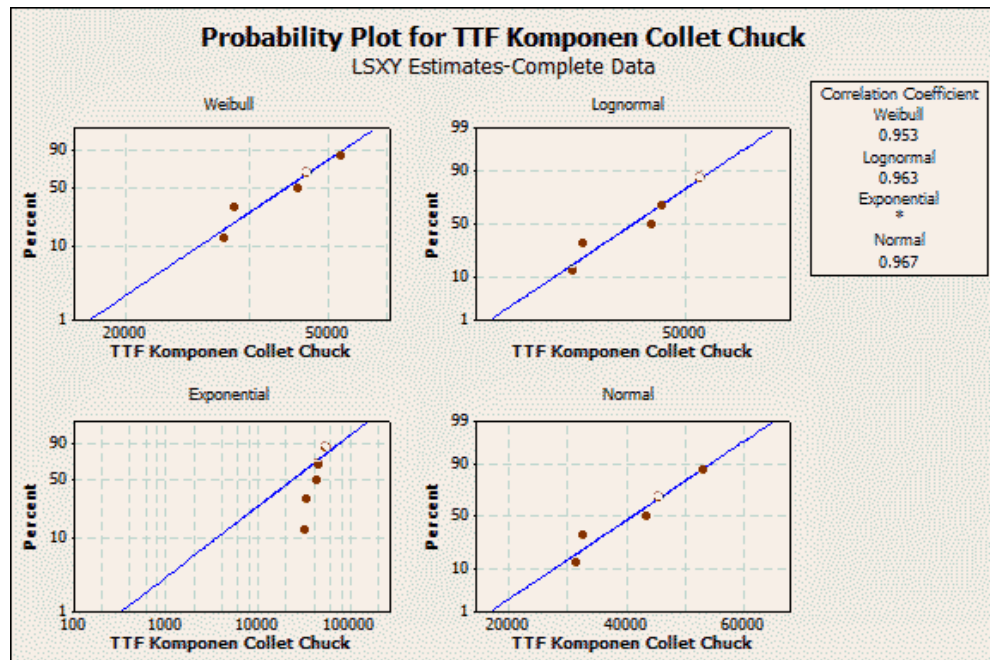 Probability Plot for TTF Komponen Collet Chuck
LSXY Estimates-Complete Data
Weibull
Percent
90
50
10
1
20000 50000
TTF Komponen Collet Chuck
Lognormal
Percent
99
90
50
10
1
50000
TTF Komponen Collet Chuck
Correlation Coefficient
Weibull
0.953
Lognormal
0.963
Exponential
*
Normal
0.967
Exponential
Percent
90
50
10
1
100 1000 10000 100000
TTF Komponen Collet Chuck
Normal
Percent
99
90
50
10
1
20000 40000 60000
TTF Komponen Collet Chuck